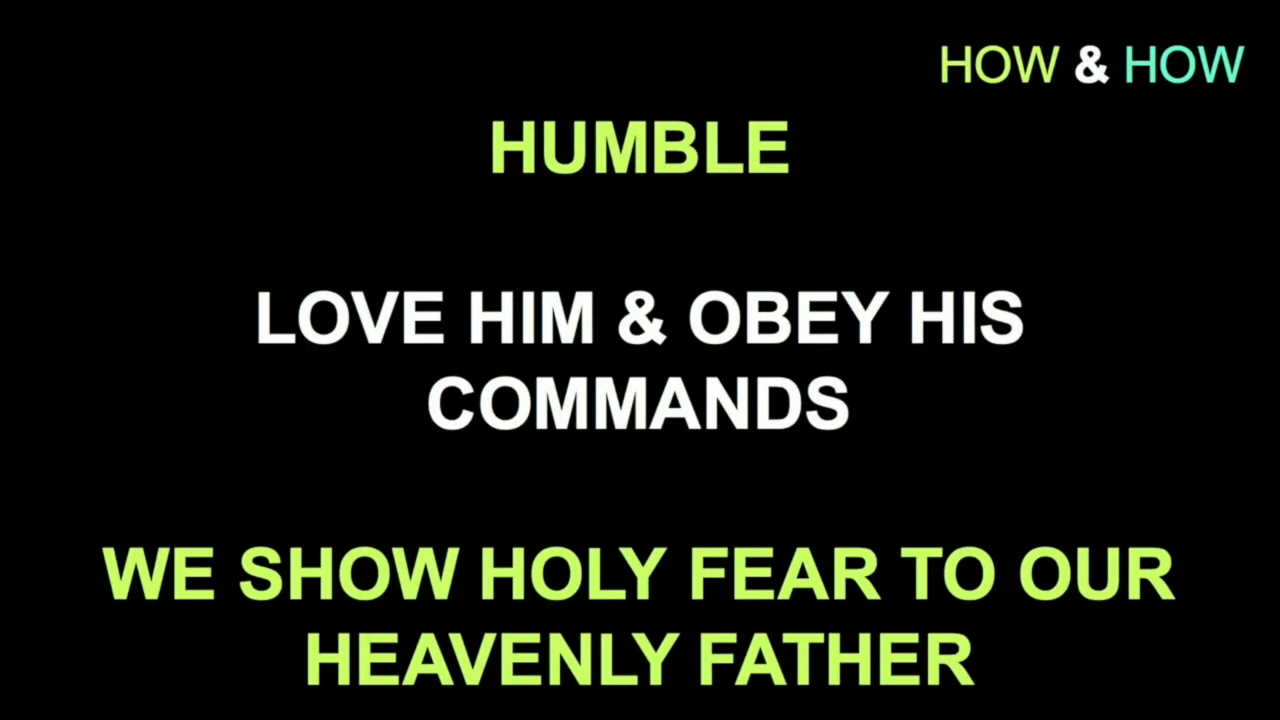 HOW & HOW
HUMBLE
LOVE HIM & OBEY HIS
COMMANDS
WE SHOW HOLY FEAR TO OUR
HEAVENLY FATHER